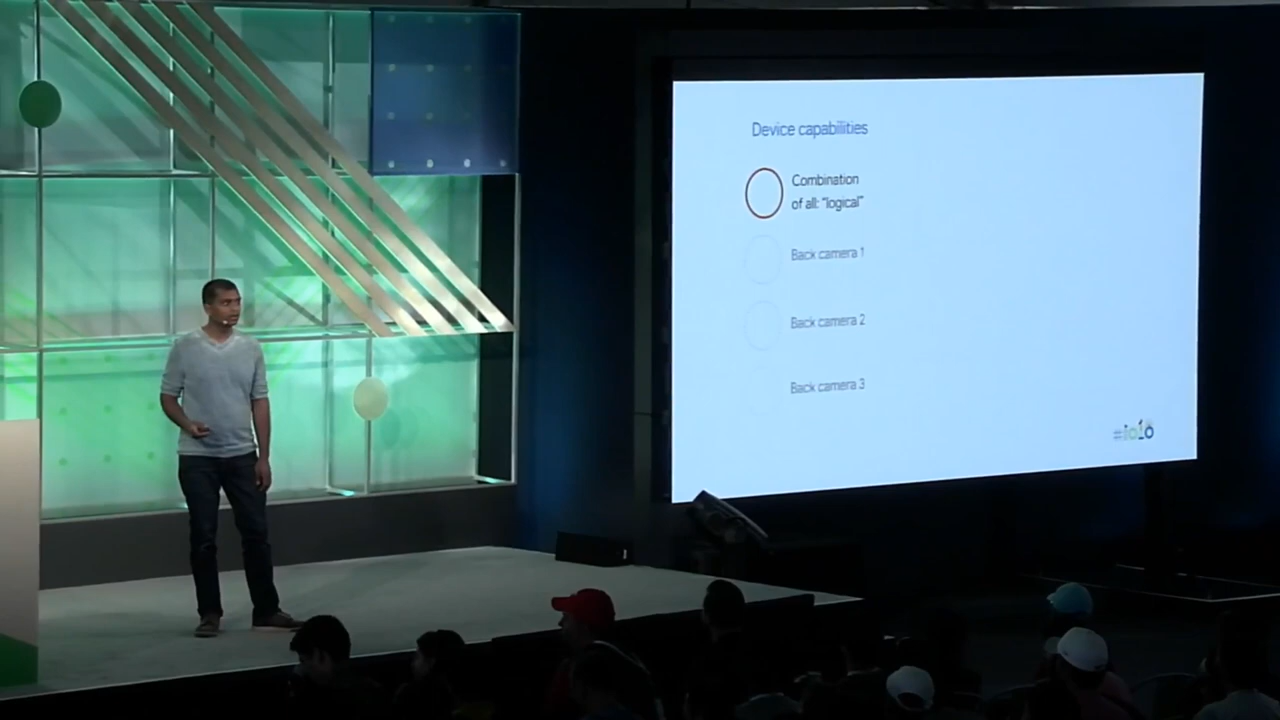 Device capabilities
Combination
of all: “logical”
Back camera 1
Back camera 2
Back camera 3
#io18